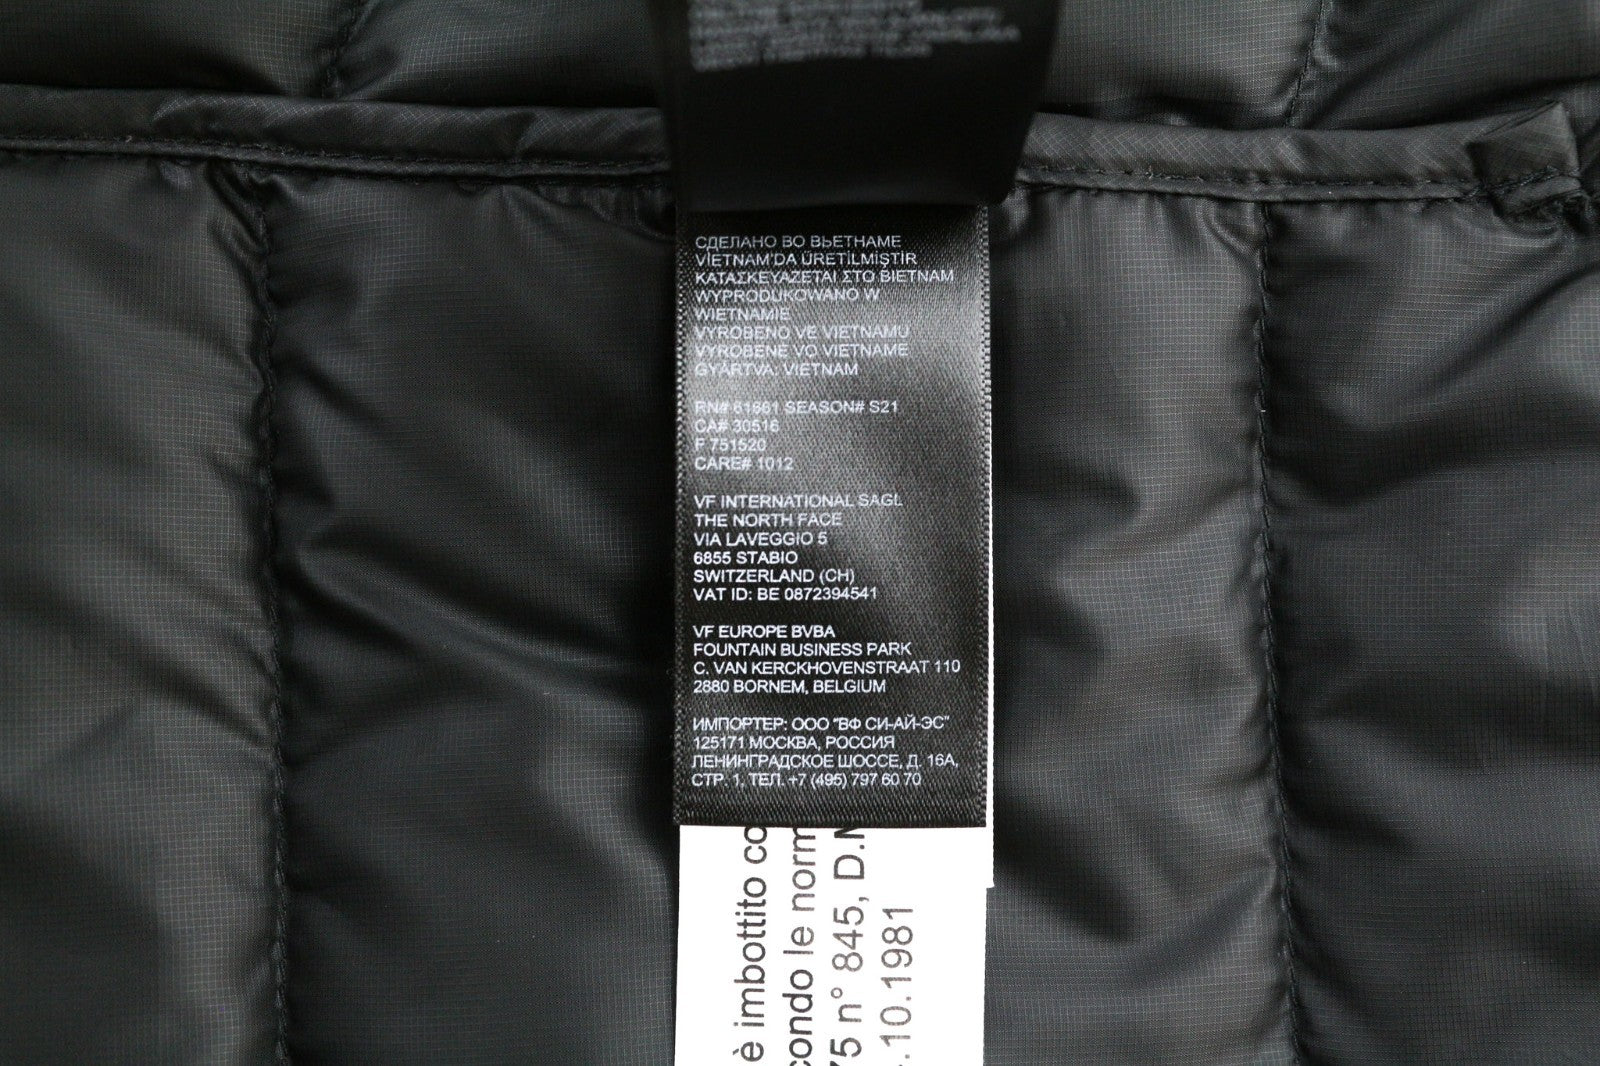 СДЕЛАНО ВО ВЬЕТНАМЕ
VİETNAM'DA ÜRETİLMİŞTİR
ΚΑΤΑΣΚΕΥΑΖΕΤΑΙ ΣΤΟ ΒΙΕΤΝΑΜ
WYPRODUKOWANO W
WIETNAMIE
VYROBENO VE VIETNAMU
VYROBENÉ VO VIETNAME
GYÁRTVA: VIETNAM
RN# 61661 SEASON# S21
CA# 30516
F 751520
CARE# 1012
VF INTERNATIONAL SAGL
THE NORTH FACE
VIA LAVEGGIO 5
6855 STABIO
SWITZERLAND (CH)
VAT ID: BE 0872394541
VF EUROPE BVBA
FOUNTAIN BUSINESS PARK
C. VAN KERCKHOVENSTRAAT 110
2880 BORNEM, BELGIUM
ИМПОРТЕР: ООО "ВФ СИ-АЙ-ЭС"
125171 МОСКВА, РОССИЯ
ЛЕНИНГРАДСКОЕ ШОССЕ, Д. 16А,
СТР. 1, ТЕЛ. +7 (495) 797 60 70
è imbottito co
condo le norm
75 n° 845, D.M
.10.1981